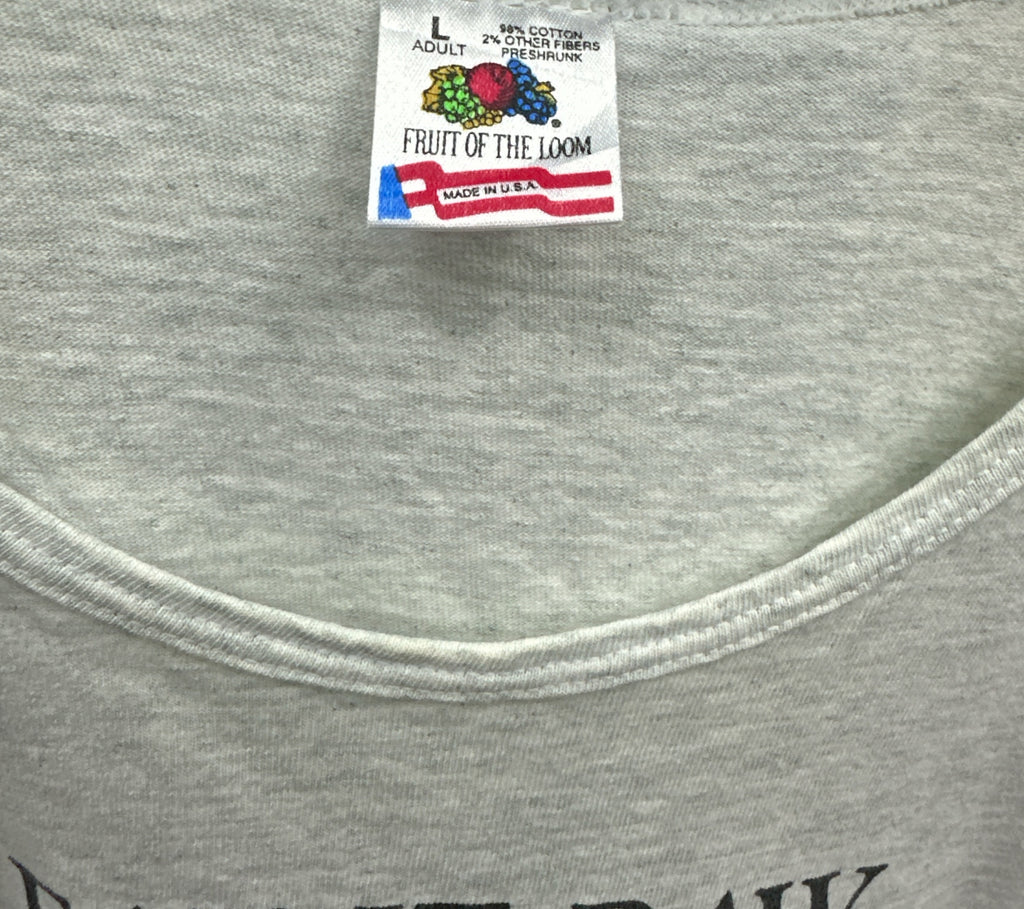 L
ADULT
98% COTTON
2% OTHER FIBERS
PRESHRUNK
FRUIT OF THE LOOM
MADE IN U.S.A.